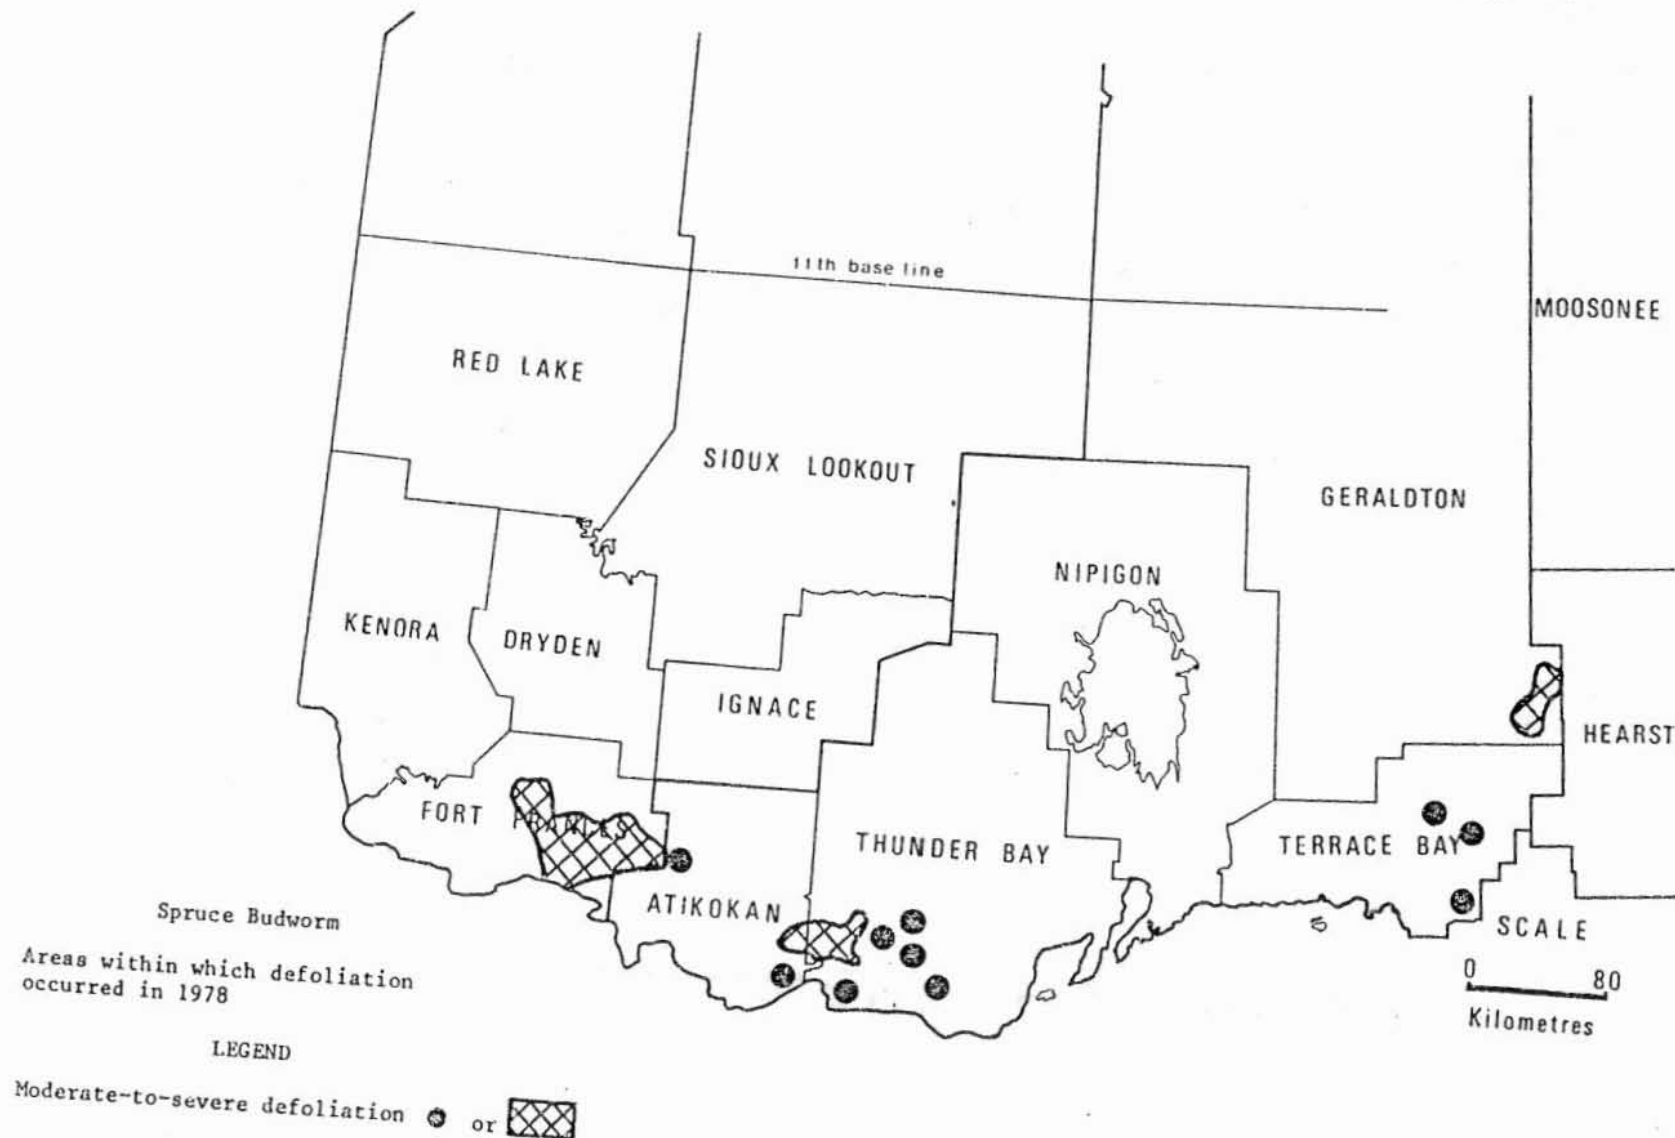 11th base line
MOOSONEE
RED LAKE
SIOUX LOOKOUT
GERALDTON
NIPIGON
KENORA
DRYDEN
IGNACE
HEARST
FORT FRANCES
THUNDER BAY
TERRACE BAY
ATIKOKAN
SCALE
0 80
Kilometres
Spruce Budworm
Areas within which defoliation
occurred in 1978
LEGEND
Moderate-to-severe defoliation or